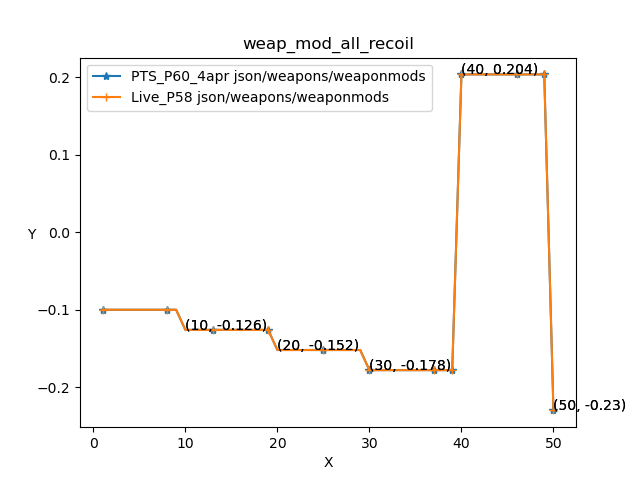 weap_mod_all_recoil
PTS_P60_4apr json/weapons/weaponmods
Live_P58 json/weapons/weaponmods
0.2
0.1
0.0
−0.1
−0.2
Y
(40, 0.204)
(10, -0.126)
(20, -0.152)
(30, -0.178)
(50, -0.23)
0 10 20 30 40 50
X